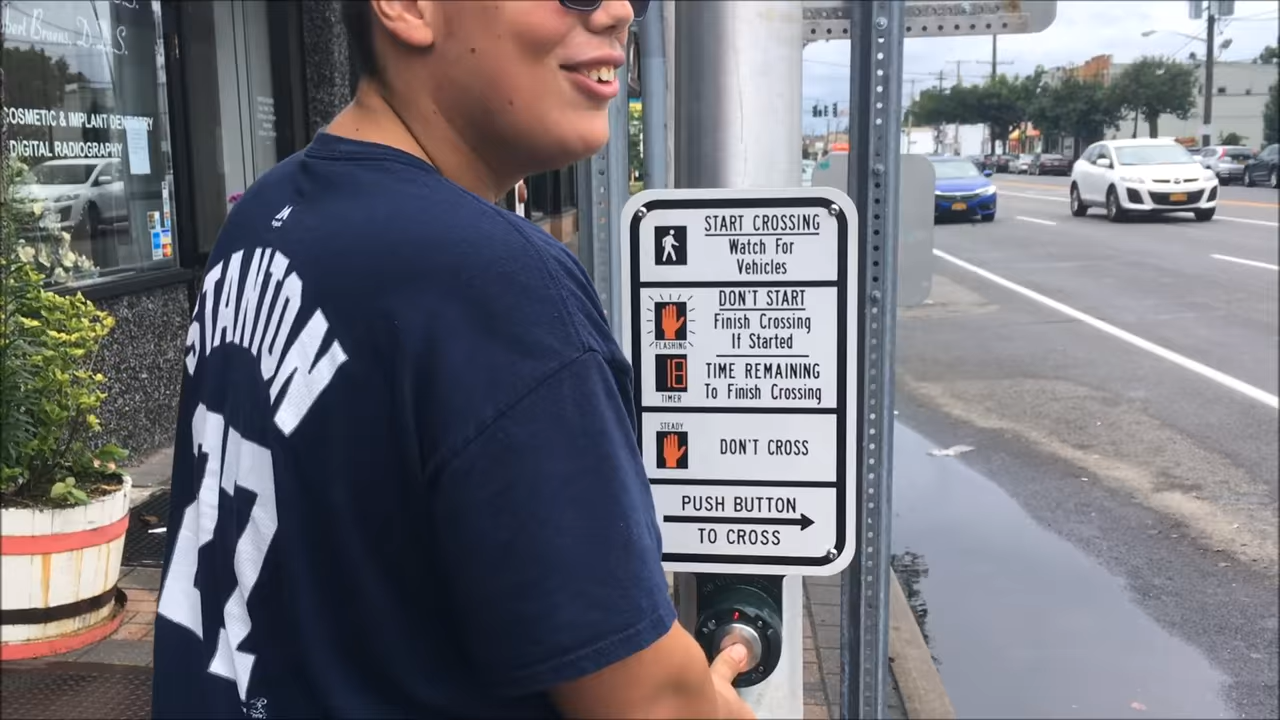 COSMETIC & IMPLANT DENTISTRY
DIGITAL RADIOGRAPHY
STANTON
27
START CROSSING
Watch For
Vehicles
DON'T START
Finish Crossing
If Started
FLASHING
18
TIMER
TIME REMAINING
To Finish Crossing
STEADY
DON'T CROSS
PUSH BUTTON
TO CROSS